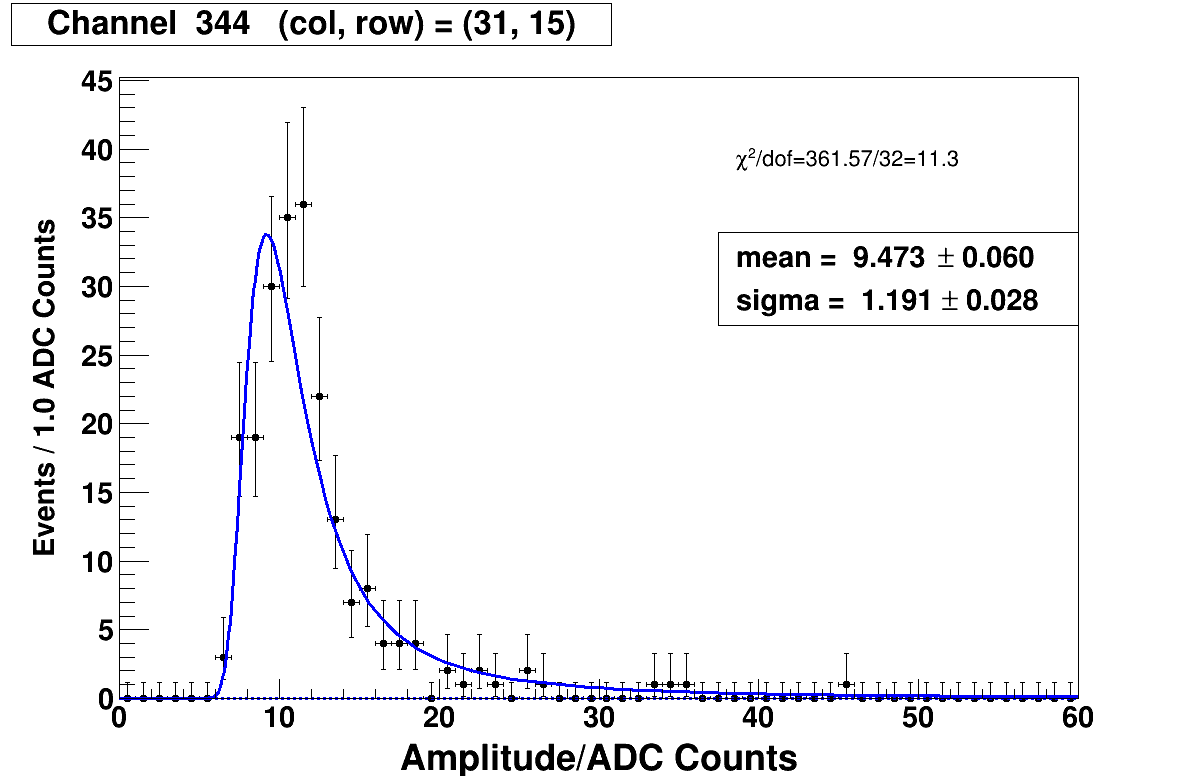 Channel 344 (col, row) = (31, 15)
45
40
35
30
25
20
15
10
5
0
Events / 1.0 ADC Counts
χ²/dof=361.57/32=11.3
mean = 9.473 ± 0.060
sigma = 1.191 ± 0.028
0 10 20 30 40 50 60
Amplitude/ADC Counts